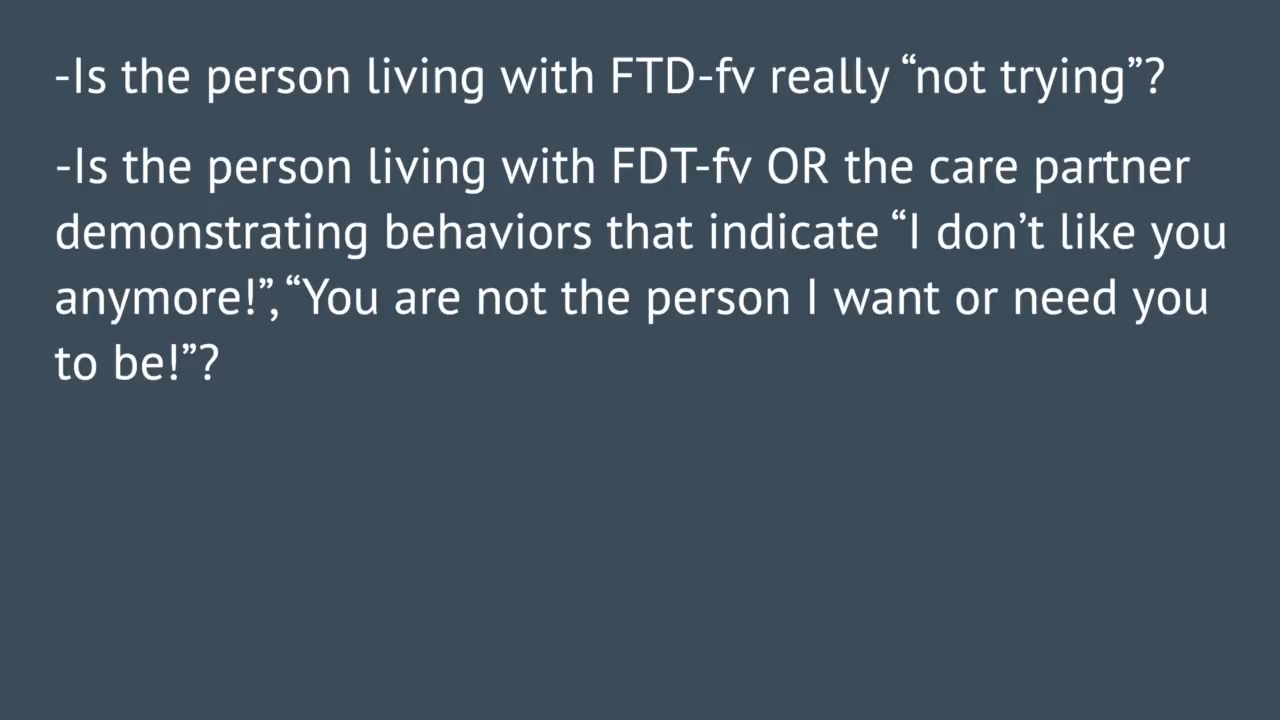 -Is the person living with FTD-fv really “not trying”?
-Is the person living with FDT-fv OR the care partner
demonstrating behaviors that indicate “I don’t like you
anymore!”, “You are not the person I want or need you
to be!”?